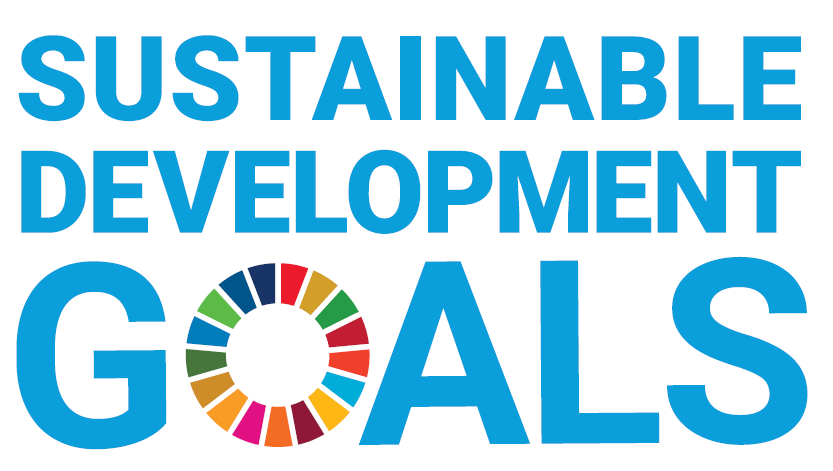 SUSTAINABLE
DEVELOPMENT
GOALS